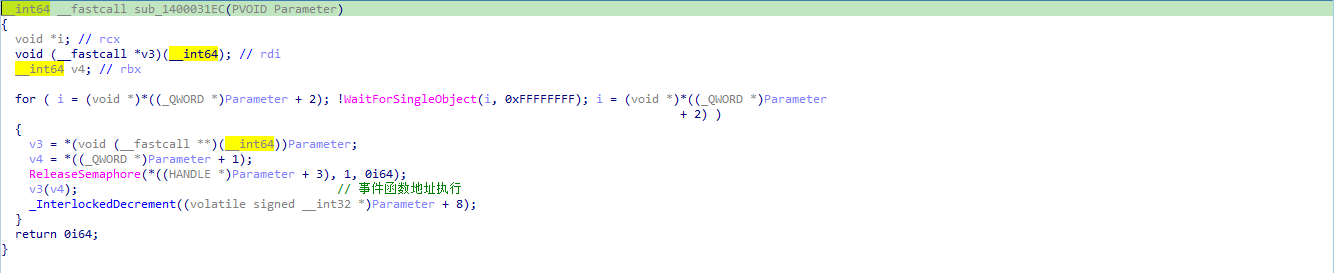 __int64 __fastcall sub_1400031EC(PVOID Parameter)
{
  void *i; // rcx
  void (__fastcall *v3)(__int64); // rdi
  __int64 v4; // rbx

  for ( i = (void *)*((_QWORD *)Parameter + 2); !WaitForSingleObject(i, 0xFFFFFFFF); i = (void *)*((_QWORD *)Parameter
                                                                                                + 2) )
  {
    v3 = *(void (__fastcall **)(__int64))Parameter;
    v4 = *((_QWORD *)Parameter + 1);
    ReleaseSemaphore(*((HANDLE *)Parameter + 3), 1, 0i64);
    v3(v4);                                     // 事件函数地址执行
    _InterlockedDecrement((volatile signed __int32 *)Parameter + 8);
  }
  return 0i64;
}